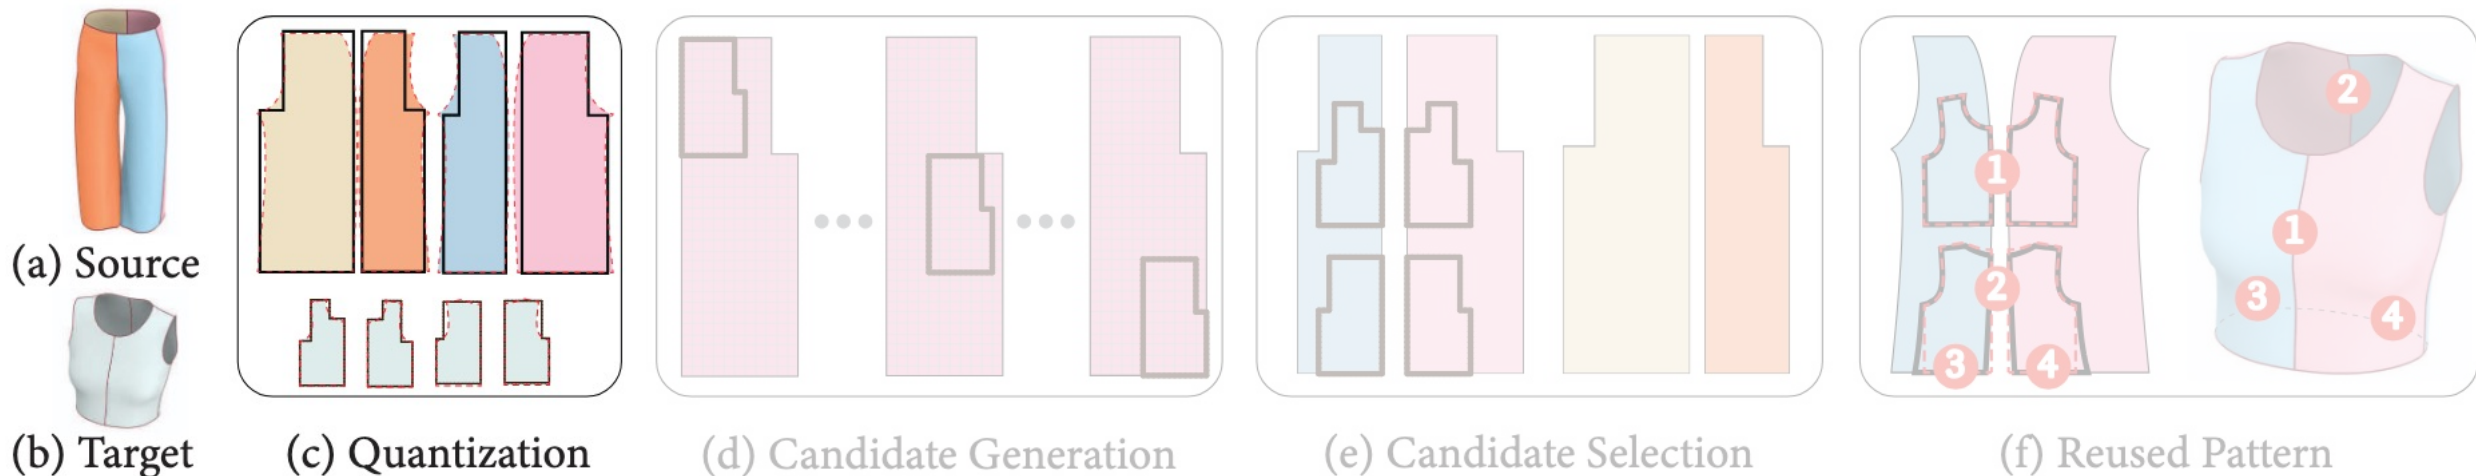 (a) Source
(b) Target
(c) Quantization
(d) Candidate Generation
(e) Candidate Selection
1
2
3
4
2
1
3
4
(f) Reused Pattern